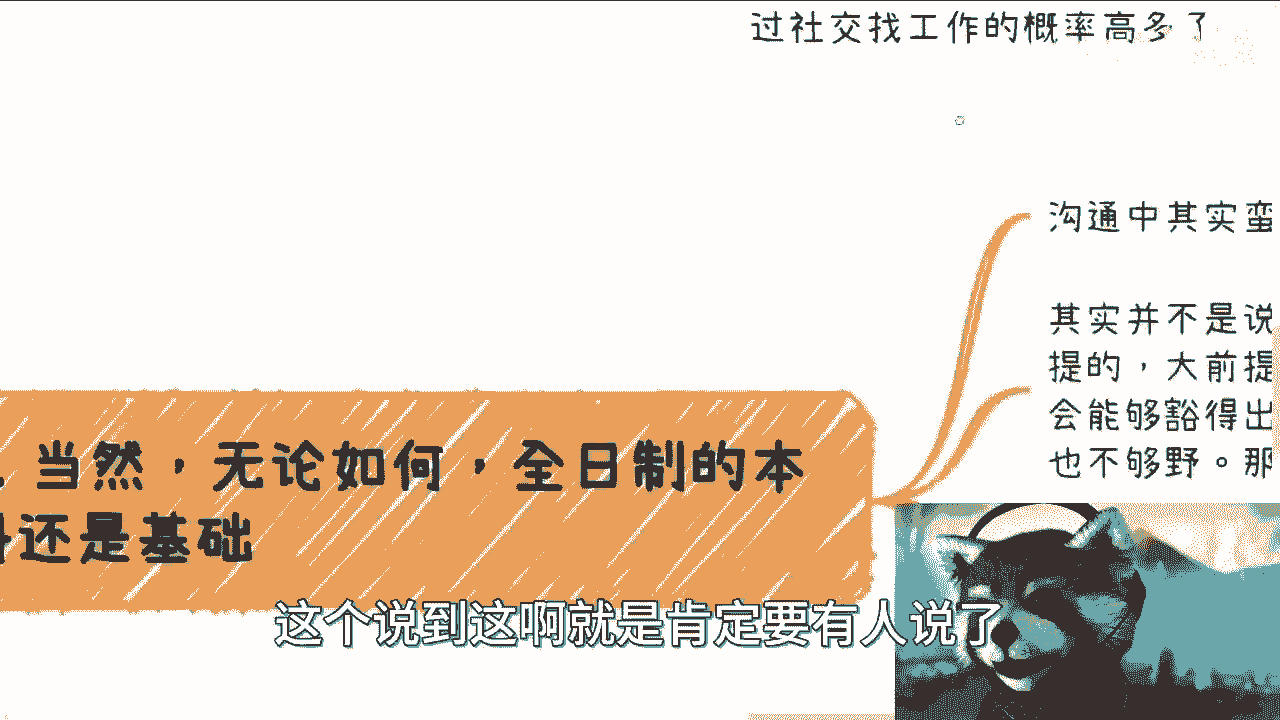 过社交找工作的概率高多了
沟通中其实蛮
其实并不是说
提的，大前提
会能够豁得出
也不够野。那
当然，无论如何，全日制的本
还是基础
这个说到这啊就是肯定要有人说了